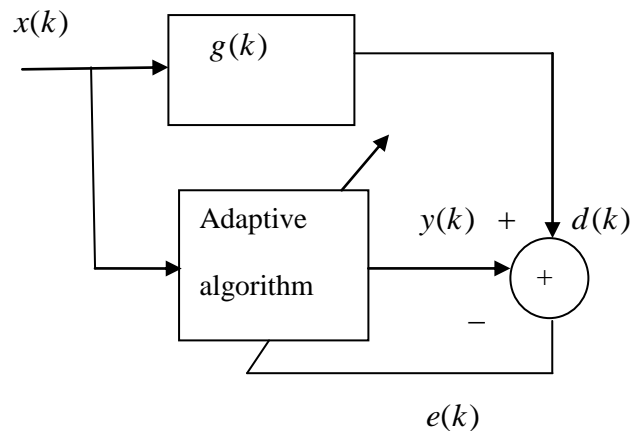 x(k)
g(k)
Adaptive
algorithm
y(k) + d(k)
+
−
e(k)